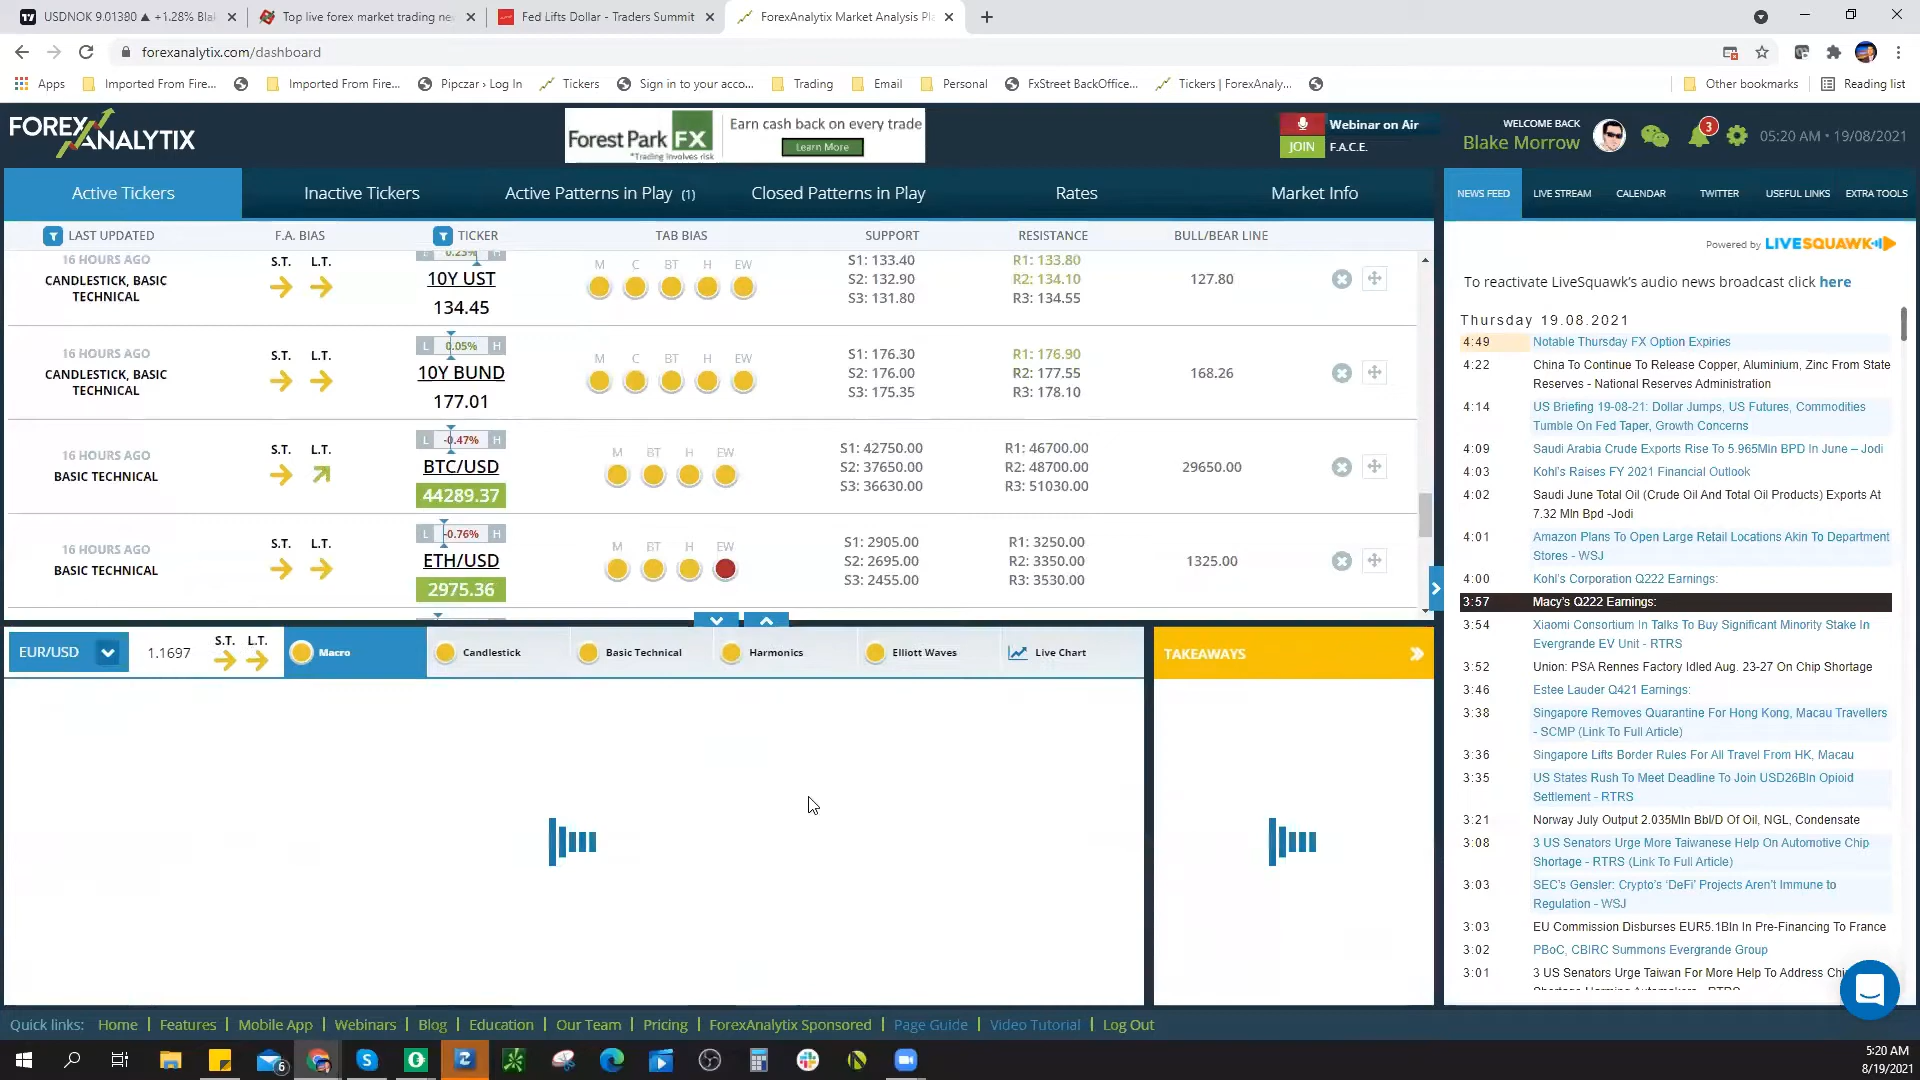 USDNOK 9.01380 ▲ +1.28% Bla
Top live forex market trading ne
Fed Lifts Dollar - Traders Summit
ForexAnalytix Market Analysis Pl
forexanalytix.com/dashboard
Apps
Imported From Fire...
Imported From Fire...
Pipczar › Log In
Tickers
Sign in to your acco...
Trading
Email
Personal
FxStreet BackOffice...
Tickers | ForexAnaly...
Other bookmarks
Reading list
FOREX ANALYTIX
Forest Park FX
*Trading involves risk
Earn cash back on every trade
Learn More
Webinar on Air
JOIN
F.A.C.E.
WELCOME BACK
Blake Morrow
3
05:20 AM • 19/08/2021
Active Tickers
Inactive Tickers
Active Patterns in Play (1)
Closed Patterns in Play
Rates
Market Info
LAST UPDATED
F.A. BIAS
TICKER
TAB BIAS
SUPPORT
RESISTANCE
BULL/BEAR LINE
16 HOURS AGO
CANDLESTICK, BASIC
TECHNICAL
S.T. L.T.
L 0.23% H
10Y UST
134.45
M C BT H EW
S1: 133.40
S2: 132.90
S3: 131.80
R1: 133.80
R2: 134.10
R3: 134.55
127.80
16 HOURS AGO
CANDLESTICK, BASIC
TECHNICAL
S.T. L.T.
L 0.05% H
10Y BUND
177.01
M C BT H EW
S1: 176.30
S2: 176.00
S3: 175.35
R1: 176.90
R2: 177.55
R3: 178.10
168.26
16 HOURS AGO
BASIC TECHNICAL
S.T. L.T.
L -0.47% H
BTC/USD
44289.37
M BT H EW
S1: 42750.00
S2: 37650.00
S3: 36630.00
R1: 46700.00
R2: 48700.00
R3: 51030.00
29650.00
16 HOURS AGO
BASIC TECHNICAL
S.T. L.T.
L -0.76% H
ETH/USD
2975.36
M BT H EW
S1: 2905.00
S2: 2695.00
S3: 2455.00
R1: 3250.00
R2: 3350.00
R3: 3530.00
1325.00
EUR/USD
1.1697
S.T. L.T.
Macro
Candlestick
Basic Technical
Harmonics
Elliott Waves
Live Chart
TAKEAWAYS
NEWS FEED
LIVE STREAM
CALENDAR
TWITTER
USEFUL LINKS
EXTRA TOOLS
Powered by LIVESQUAWK
To reactivate LiveSquawk's audio news broadcast click here
Thursday 19.08.2021
4:49 Notable Thursday FX Option Expiries
4:22 China To Continue To Release Copper, Aluminium, Zinc From State
Reserves - National Reserves Administration
4:14 US Briefing 19-08-21: Dollar Jumps, US Futures, Commodities
Tumble On Fed Taper, Growth Concerns
4:09 Saudi Arabia Crude Exports Rise To 5.965Mln BPD In June – Jodi
4:03 Kohl's Raises FY 2021 Financial Outlook
4:02 Saudi June Total Oil (Crude Oil And Total Oil Products) Exports At
7.32 Mln Bpd -Jodi
4:01 Amazon Plans To Open Large Retail Locations Akin To Department
Stores - WSJ
4:00 Kohl's Corporation Q222 Earnings:
3:57 Macy's Q222 Earnings:
3:54 Xiaomi Consortium In Talks To Buy Significant Minority Stake In
Evergrande EV Unit - RTRS
3:52 Union: PSA Rennes Factory Idled Aug. 23-27 On Chip Shortage
3:46 Estee Lauder Q421 Earnings:
3:38 Singapore Removes Quarantine For Hong Kong, Macau Travellers
- SCMP (Link To Full Article)
3:36 Singapore Lifts Border Rules For All Travel From HK, Macau
3:35 US States Rush To Meet Deadline To Join USD26Bln Opioid
Settlement - RTRS
3:21 Norway July Output 2.035Mln Bbl/D Of Oil, NGL, Condensate
3:08 3 US Senators Urge More Taiwanese Help On Automotive Chip
Shortage - RTRS (Link To Full Article)
3:03 SEC's Gensler: Crypto's 'DeFi' Projects Aren't Immune to
Regulation - WSJ
3:03 EU Commission Disburses EUR5.1Bln In Pre-Financing To France
3:02 PBoC, CBIRC Summons Evergrande Group
3:01 3 US Senators Urge Taiwan For More Help To Address Chi
Quick links: Home | Features | Mobile App | Webinars | Blog | Education | Our Team | Pricing | ForexAnalytix Sponsored | Page Guide | Video Tutorial | Log Out
6
5:20 AM
8/19/2021